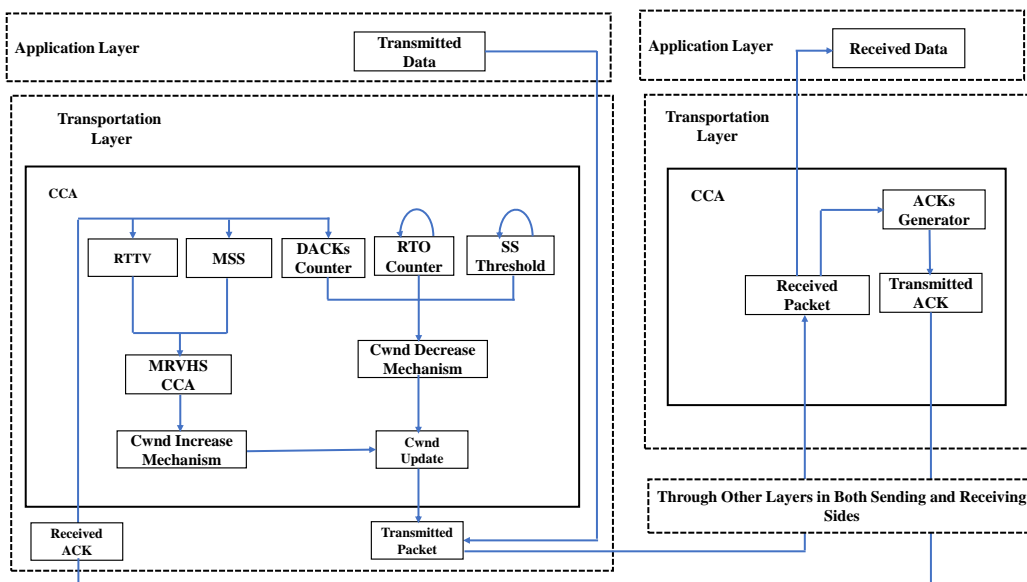 Application Layer
Transmitted
Data
Transportation
Layer
CCA
RTTV
MSS
DACKs
Counter
RTO
Counter
SS
Threshold
MRVHS
CCA
Cwnd Decrease
Mechanism
Cwnd Increase
Mechanism
Cwnd
Update
Received
ACK
Transmitted
Packet
Application Layer
Received Data
Transportation
Layer
CCA
ACKs
Generator
Received
Packet
Transmitted
ACK
Through Other Layers in Both Sending and Receiving
Sides